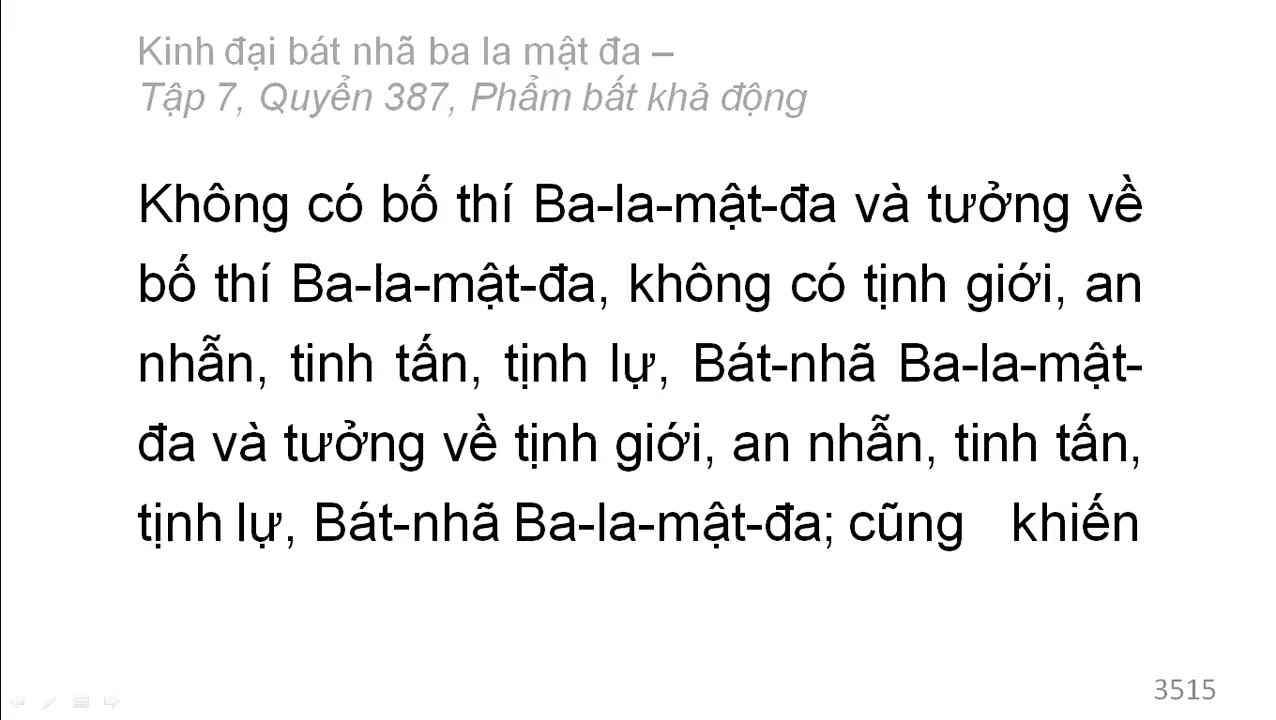 Kinh đại bát nhã ba la mật đa –
Tập 7, Quyển 387, Phẩm bất khả động
Không có bố thí Ba-la-mật-đa và tưởng về
bố thí Ba-la-mật-đa, không có tịnh giới, an
nhẫn, tinh tấn, tịnh lự, Bát-nhã Ba-la-mật-
đa và tưởng về tịnh giới, an nhẫn, tinh tấn,
tịnh lự, Bát-nhã Ba-la-mật-đa; cũng khiến
3515